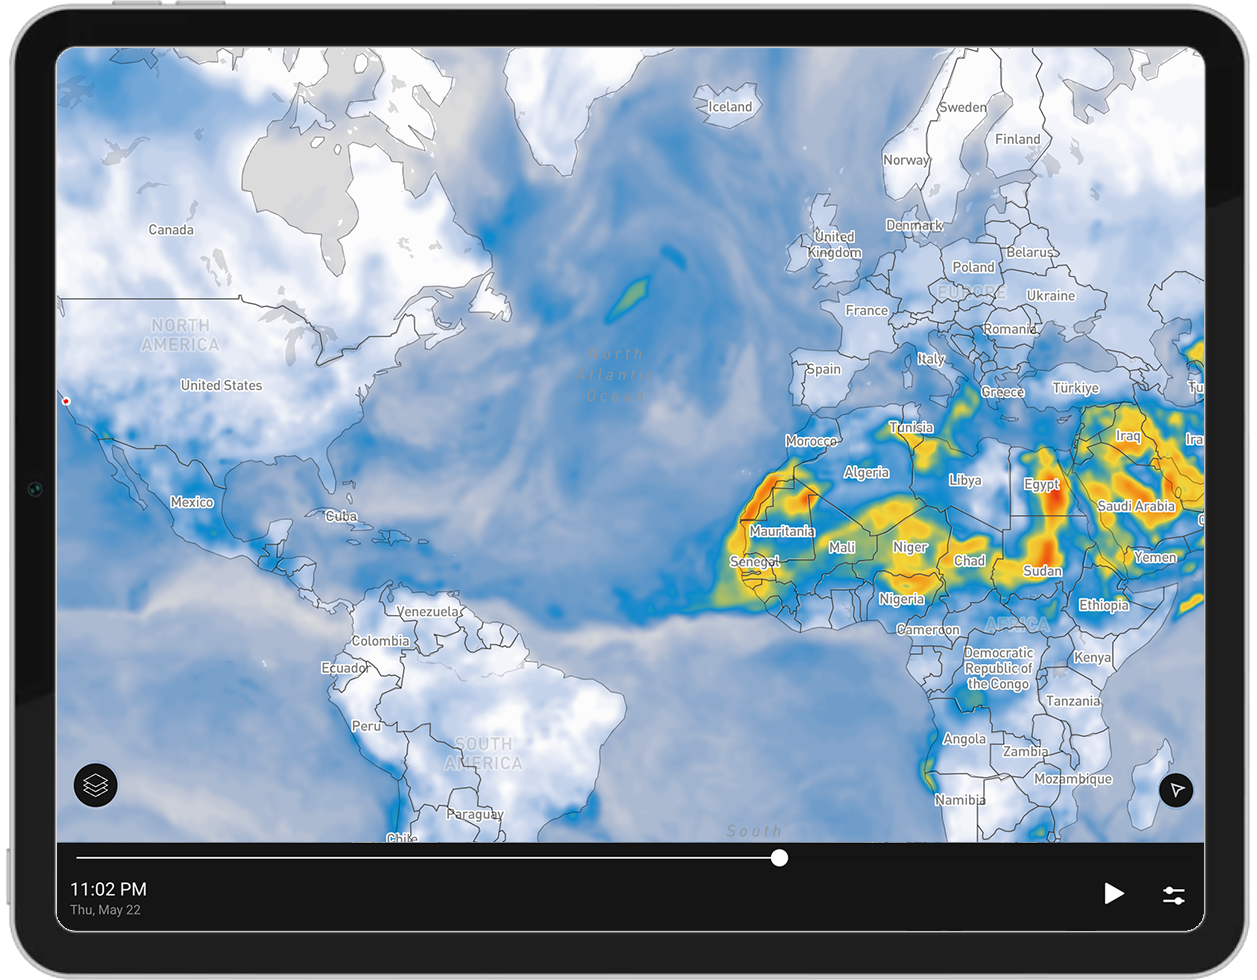 Iceland
Sweden
Finland
Norway
Canada
Denmark
United
Kingdom
Belarus
Poland
EUROPE
Ukraine
France
NORTH
AMERICA
Romania
North
Atlantic
Ocean
Italy
Spain
United States
Greece
Türkiye
Tu
Tunisia
Morocco
Iraq
Ira
Algeria
Libya
Egypt
Mexico
Saudi Arabia
Cuba
Mauritania
Mali
Niger
Senegal
Chad
Yemen
Sudan
Nigeria
Ethiopia
Venezuela
AFRICA
Cameroon
Colombia
Democratic
Republic of
the Congo
Kenya
Ecuador
Tanzania
Peru
Angola
SOUTH
AMERICA
Zambia
Mozambique
Namibia
Paraguay
South
Chile
11:02 PM
Thu, May 22